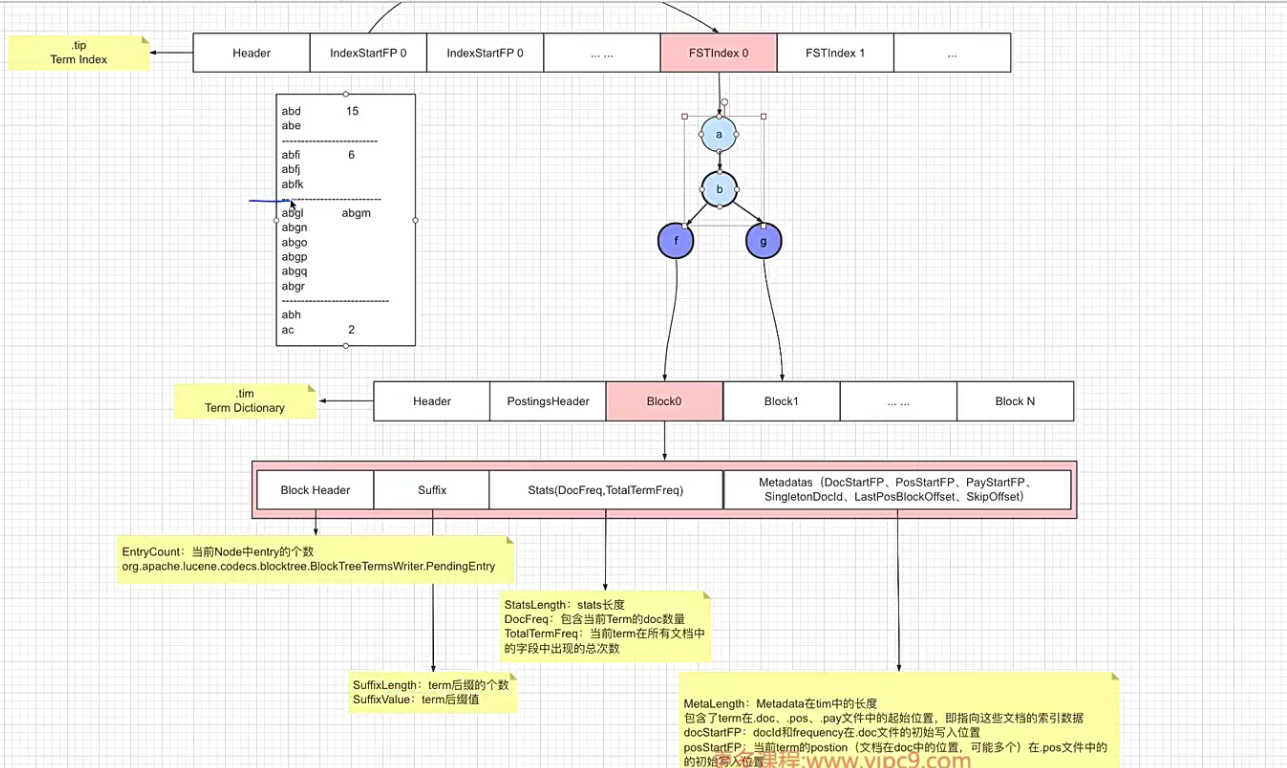 .tip
Term Index
Header
IndexStartFP 0
IndexStartFP 0
... ...
FSTIndex 0
FSTIndex 1
...
abd 15
abe
------------------------
abfi 6
abfj
abfk
-------------------------
abgl abgm
abgn
abgo
abgp
abgq
abgr
---------------------------
abh
ac 2
a
b
f
g
.tim
Term Dictionary
Header
PostingsHeader
Block0
Block1
... ...
Block N
Block Header
Suffix
Stats(DocFreq,TotalTermFreq)
Metadatas（DocStartFP、PosStartFP、PayStartFP、
SingletonDocId、LastPosBlockOffset、SkipOffset）
EntryCount：当前Node中entry的个数
org.apache.lucene.codecs.blocktree.BlockTreeTermsWriter.PendingEntry
StatsLength：stats长度
DocFreq：包含当前Term的doc数量
TotalTermFreq：当前term在所有文档中
的字段中出现的总次数
SuffixLength：term后缀的个数
SuffixValue：term后缀值
MetaLength：Metadata在tim中的长度
包含了term在.doc、.pos、.pay文件中的起始位置，即指向这些文档的索引数据
docStartFP：docId和frequency在.doc文件的初始写入位置
posStartFP：当前term的postion（文档在doc中的位置，可能多个）在.pos文件中的
的初始写入位置
课程:www.vipc9.com